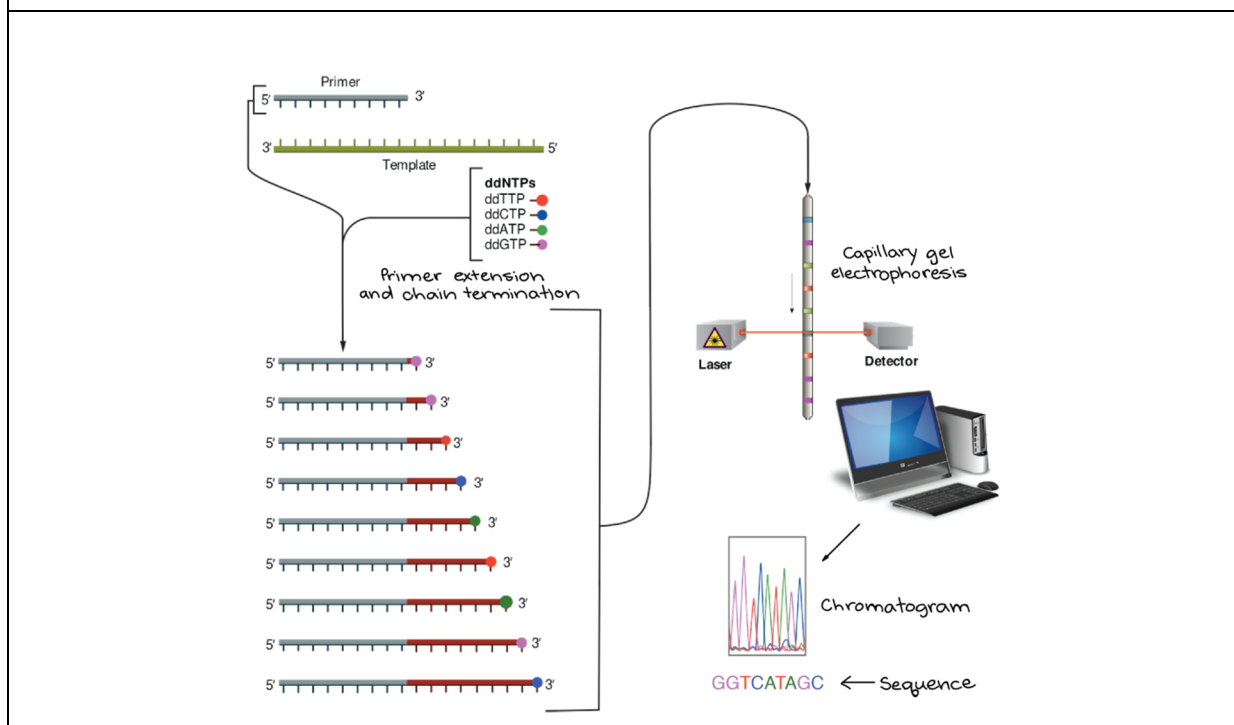 Primer
5' 3'
3' 5'
Template
ddNTPs
ddTTP
ddCTP
ddATP
ddGTP
Primer extension
and chain termination
5' 3'
5' 3'
5' 3'
5' 3'
5' 3'
5' 3'
5' 3'
5' 3'
5' 3'
Capillary gel
electrophoresis
Laser
Detector
Chromatogram
GGTCATAGC
Sequence